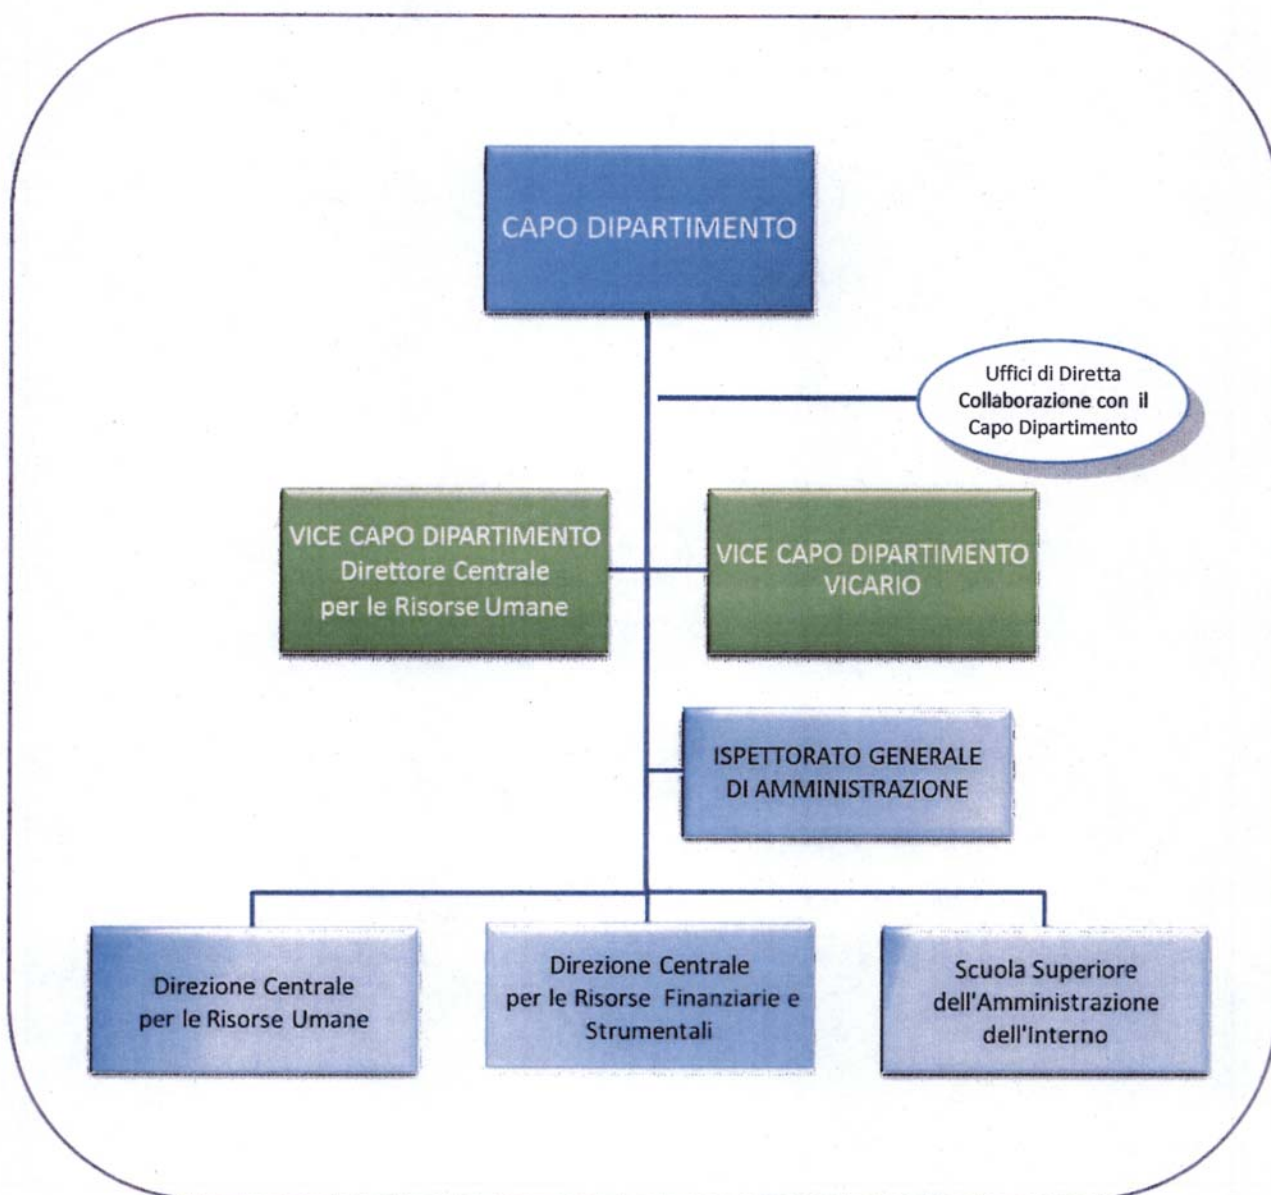 CAPO DIPARTIMENTO
Uffici di Diretta
Collaborazione con il
Capo Dipartimento
VICE CAPO DIPARTIMENTO
Direttore Centrale
per le Risorse Umane
VICE CAPO DIPARTIMENTO
VICARIO
ISPETTORATO GENERALE
DI AMMINISTRAZIONE
Direzione Centrale
per le Risorse Umane
Direzione Centrale
per le Risorse Finanziarie e
Strumentali
Scuola Superiore
dell'Amministrazione
dell'Interno